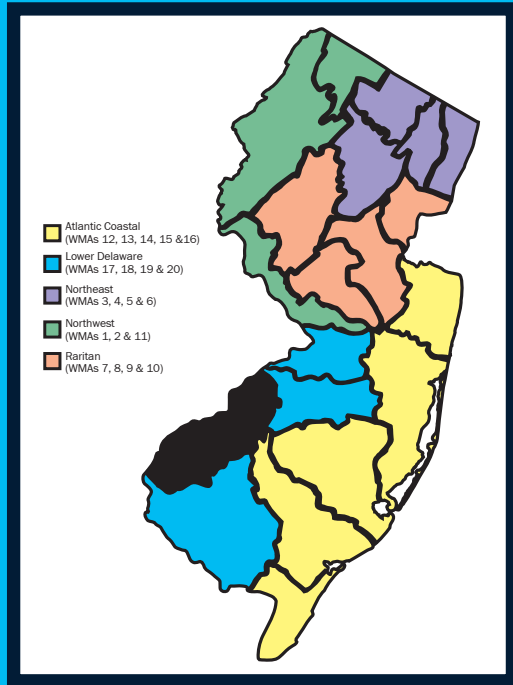 Atlantic Coastal
(WMAs 12, 13, 14, 15 &16)
Lower Delaware
(WMAs 17, 18, 19 & 20)
Northeast
(WMAs 3, 4, 5 & 6)
Northwest
(WMAs 1, 2 & 11)
Raritan
(WMAs 7, 8, 9 & 10)